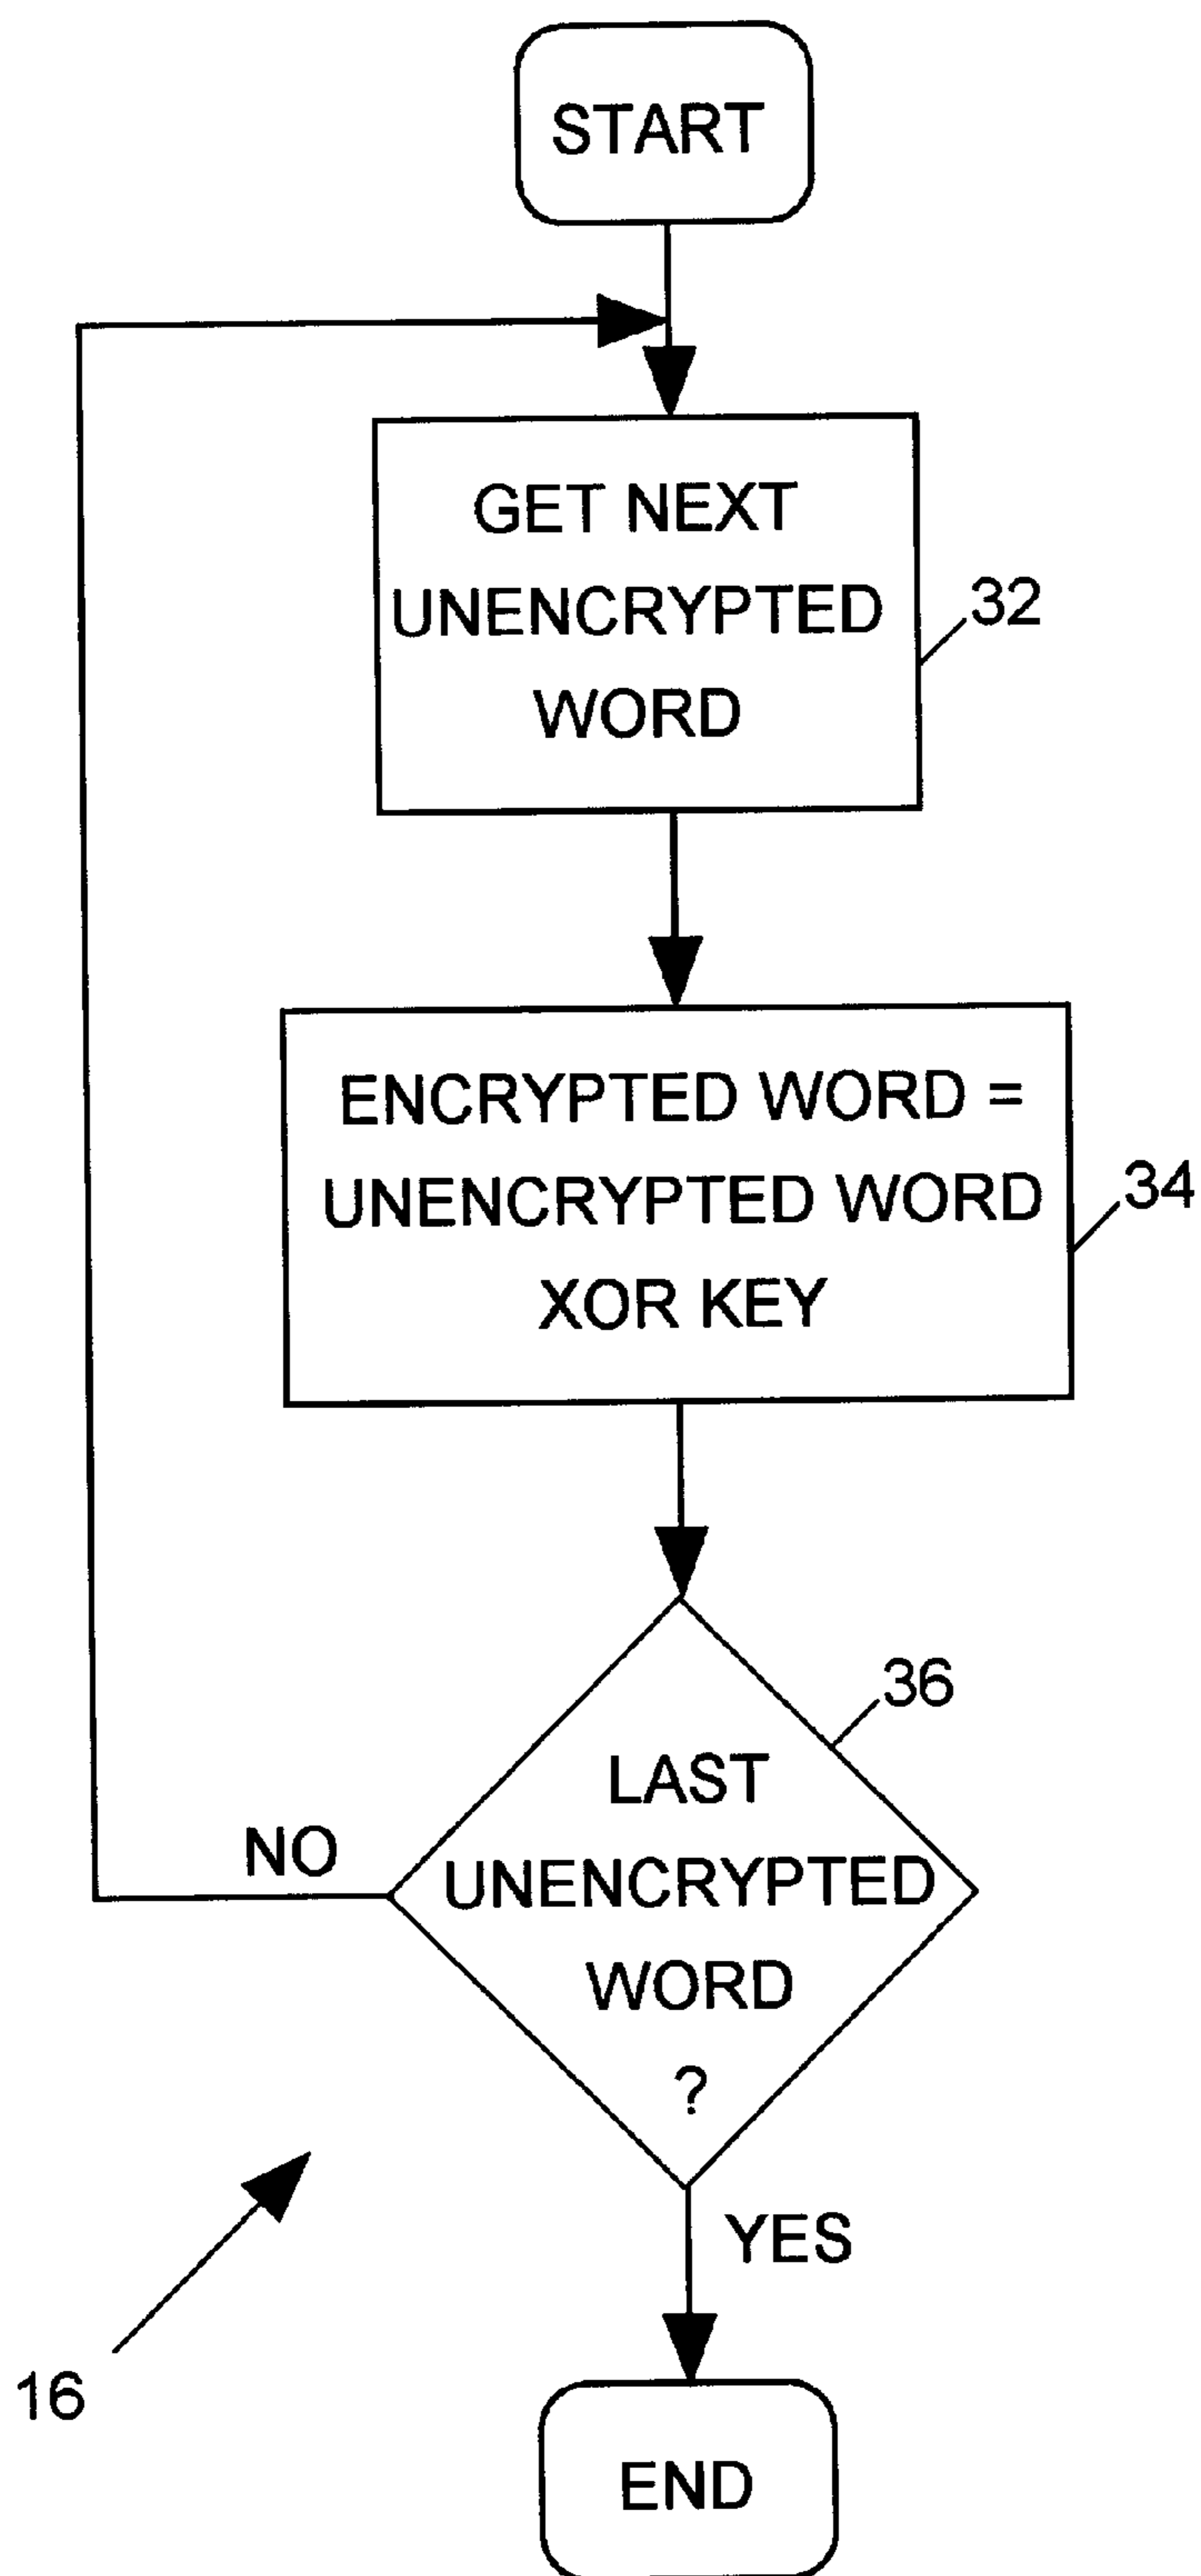 START
GET NEXT
UNENCRYPTED
WORD
32
ENCRYPTED WORD =
UNENCRYPTED WORD
XOR KEY
34
36
LAST
UNENCRYPTED
WORD
?
NO
YES
16
END